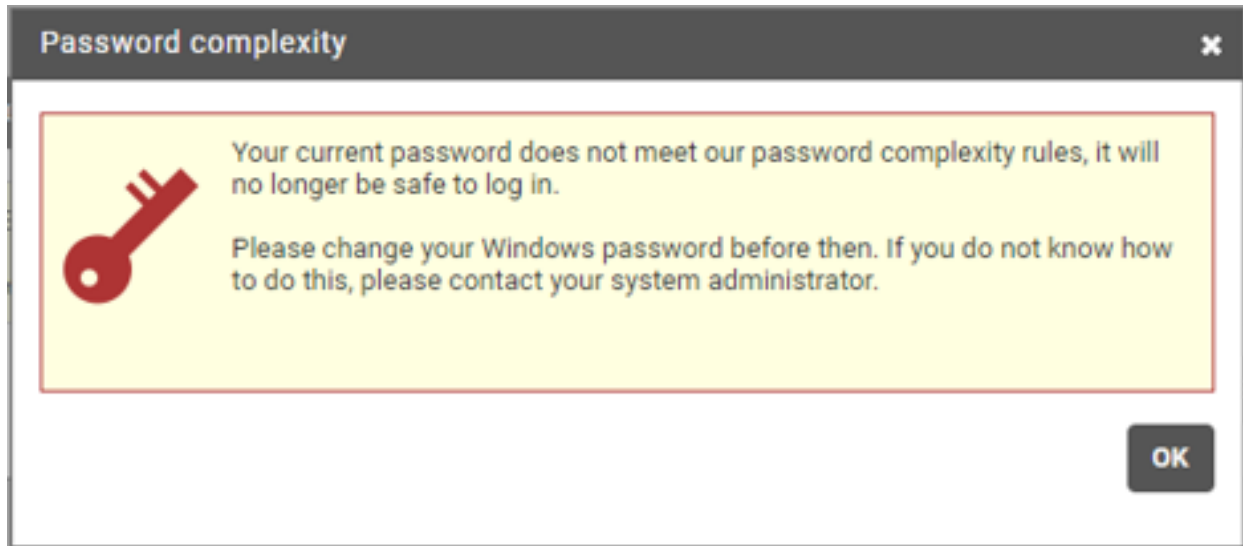 Password complexity
Your current password does not meet our password complexity rules, it will
no longer be safe to log in.
Please change your Windows password before then. If you do not know how
to do this, please contact your system administrator.
OK